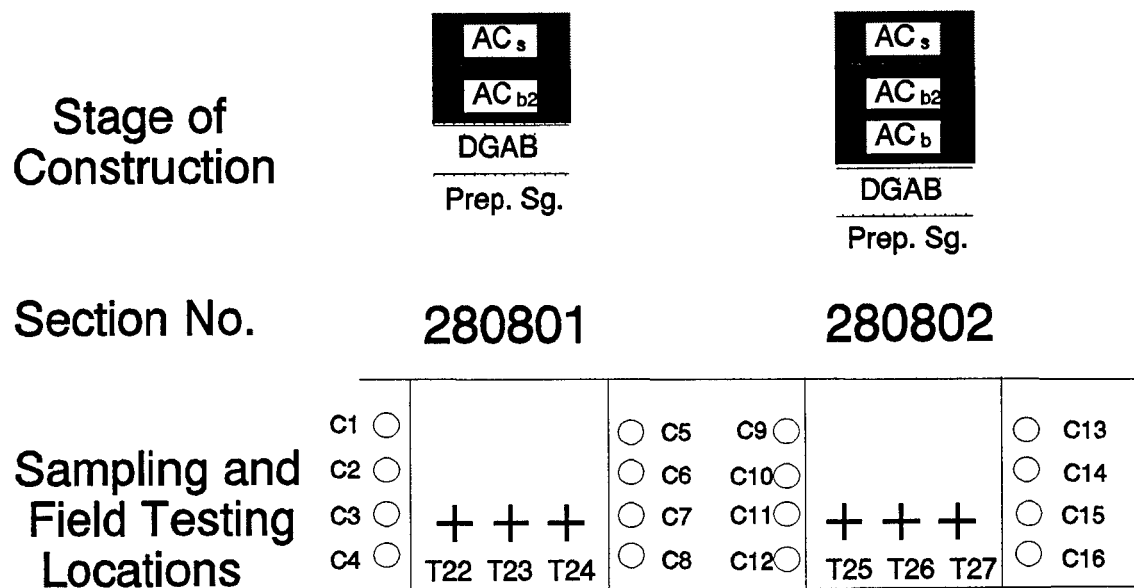 Stage of
Construction
AC s
AC b2
DGAB
Prep. Sg.
AC s
AC b2
AC b
DGAB
Prep. Sg.
Section No. 280801 280802
Sampling and
Field Testing
Locations
C1
C2
C3
C4
T22 T23 T24
C5
C6
C7
C8
C9
C10
C11
C12
T25 T26 T27
C13
C14
C15
C16